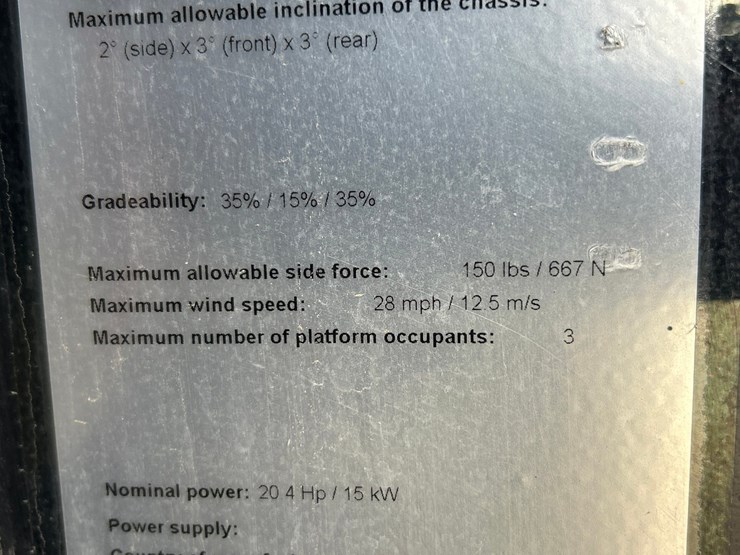 Maximum allowable inclination of the chassis:
2° (side) x 3° (front) x 3° (rear)
Gradeability: 35% / 15% / 35%
Maximum allowable side force: 150 lbs / 667 N
Maximum wind speed: 28 mph / 12.5 m/s
Maximum number of platform occupants: 3
Nominal power: 20.4 Hp / 15 kW
Power supply: